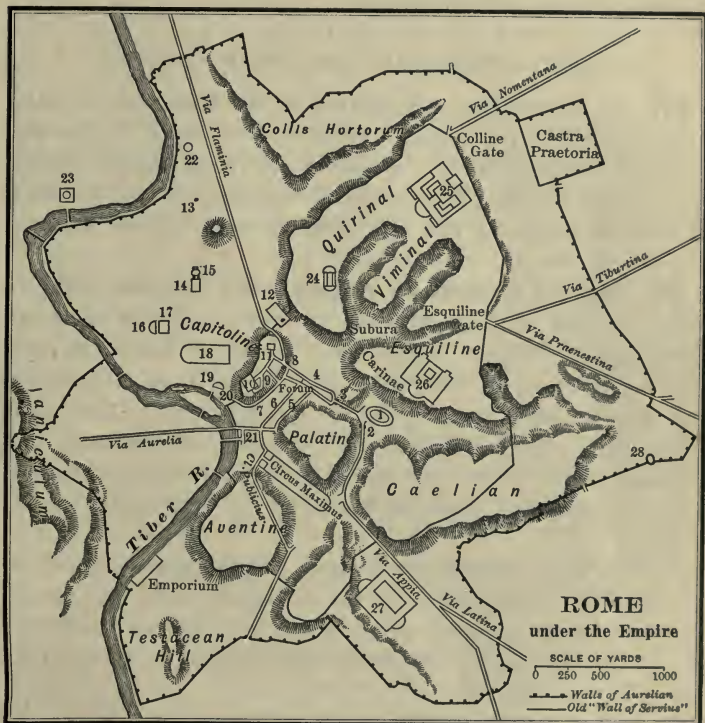 Via Flaminia
Collis Hortorum
Via Nomentana
Colline
Gate
Castra
Praetoria
22
23
13
25
Quirinal
Viminal
15
14
24
Via Tiburtina
12
Esquiline
Gate
17
16
Capitoline
Subura
Via Praenestina
18
11
8
4
Esquiline
Carinae
26
19
10
9
Forum
3
20
6
5
1
7
2
Janiculum
Via Aurelia
21
Palatine
28
Cl. Publicius
Circus Maximus
Caelian
Tiber R.
Aventine
Via Appia
Emporium
27
Via Latina
ROME
under the Empire
Testacean
Hill
SCALE OF YARDS
0 250 500 1000
Walls of Aurelian
Old "Wall of Servius"